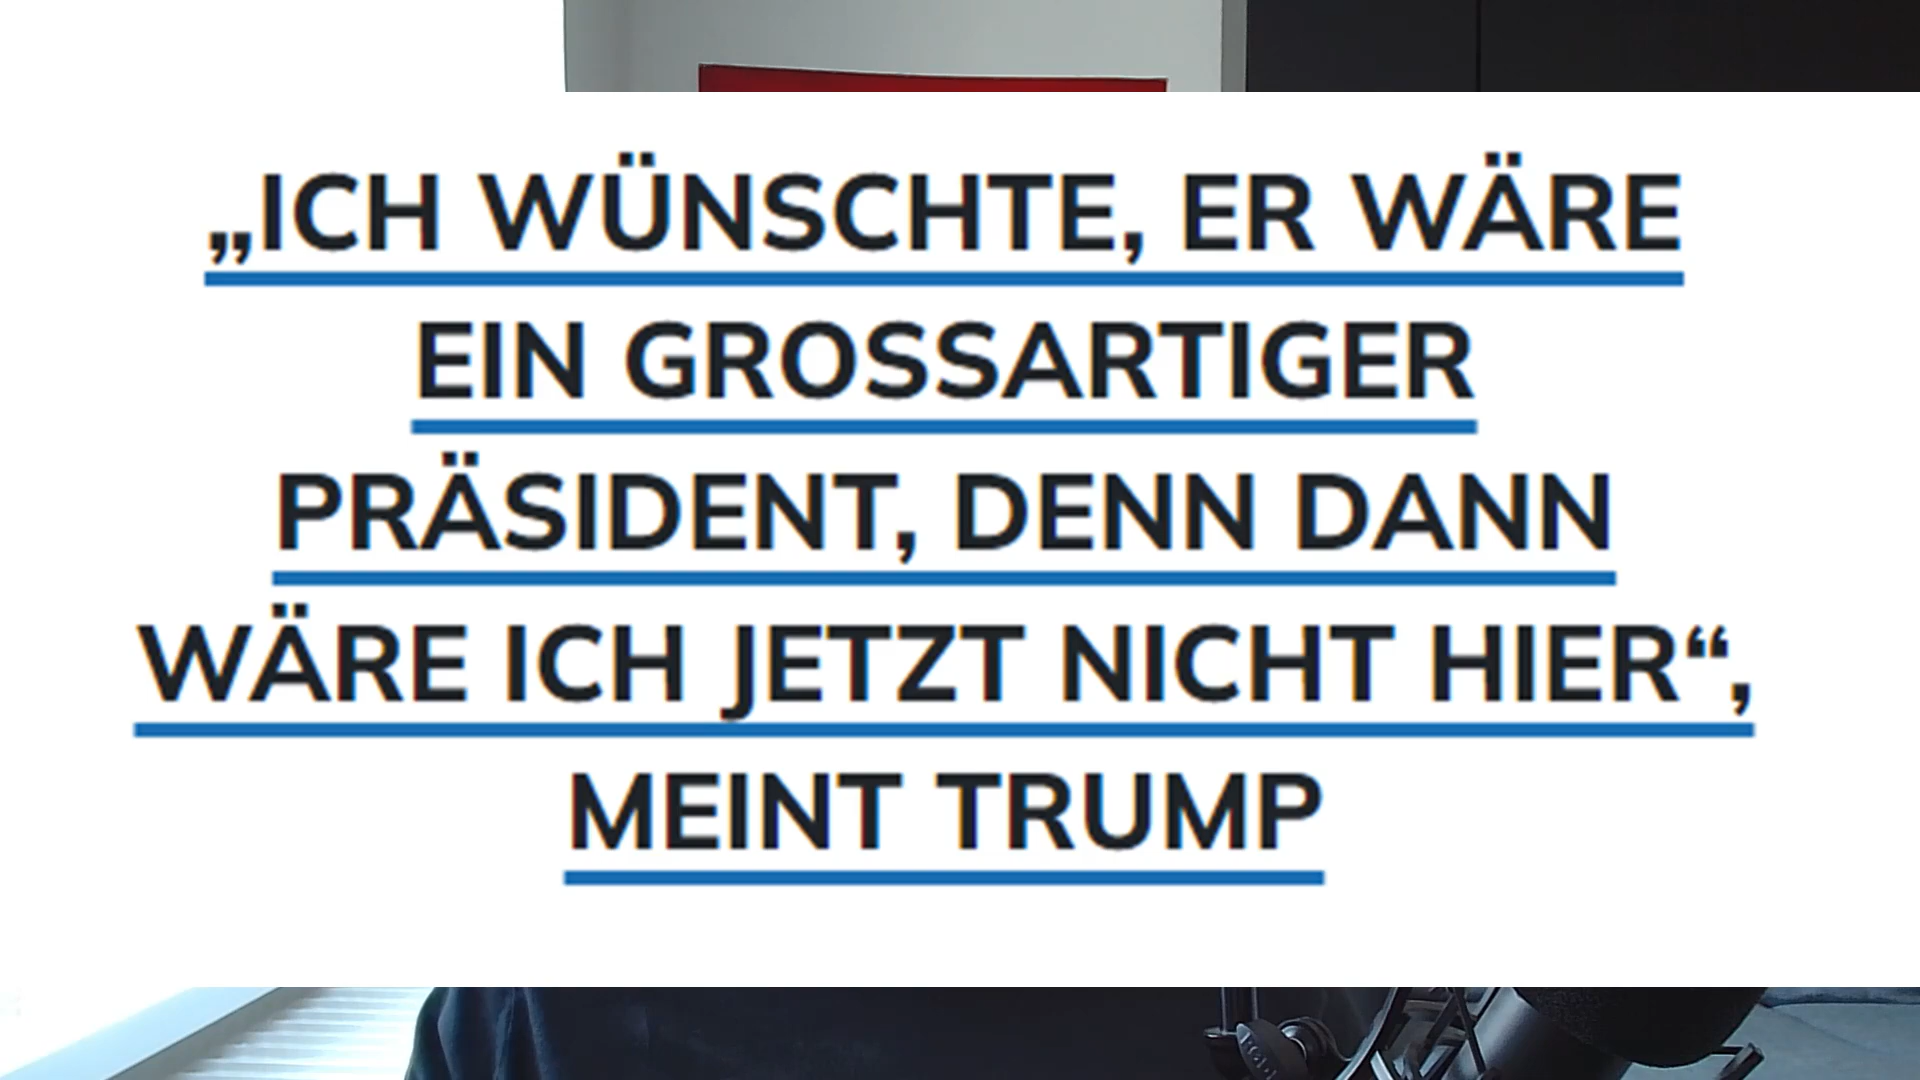 „ICH WÜNSCHTE, ER WÄRE
EIN GROSSARTIGER
PRÄSIDENT, DENN DANN
WÄRE ICH JETZT NICHT HIER“,
MEINT TRUMP